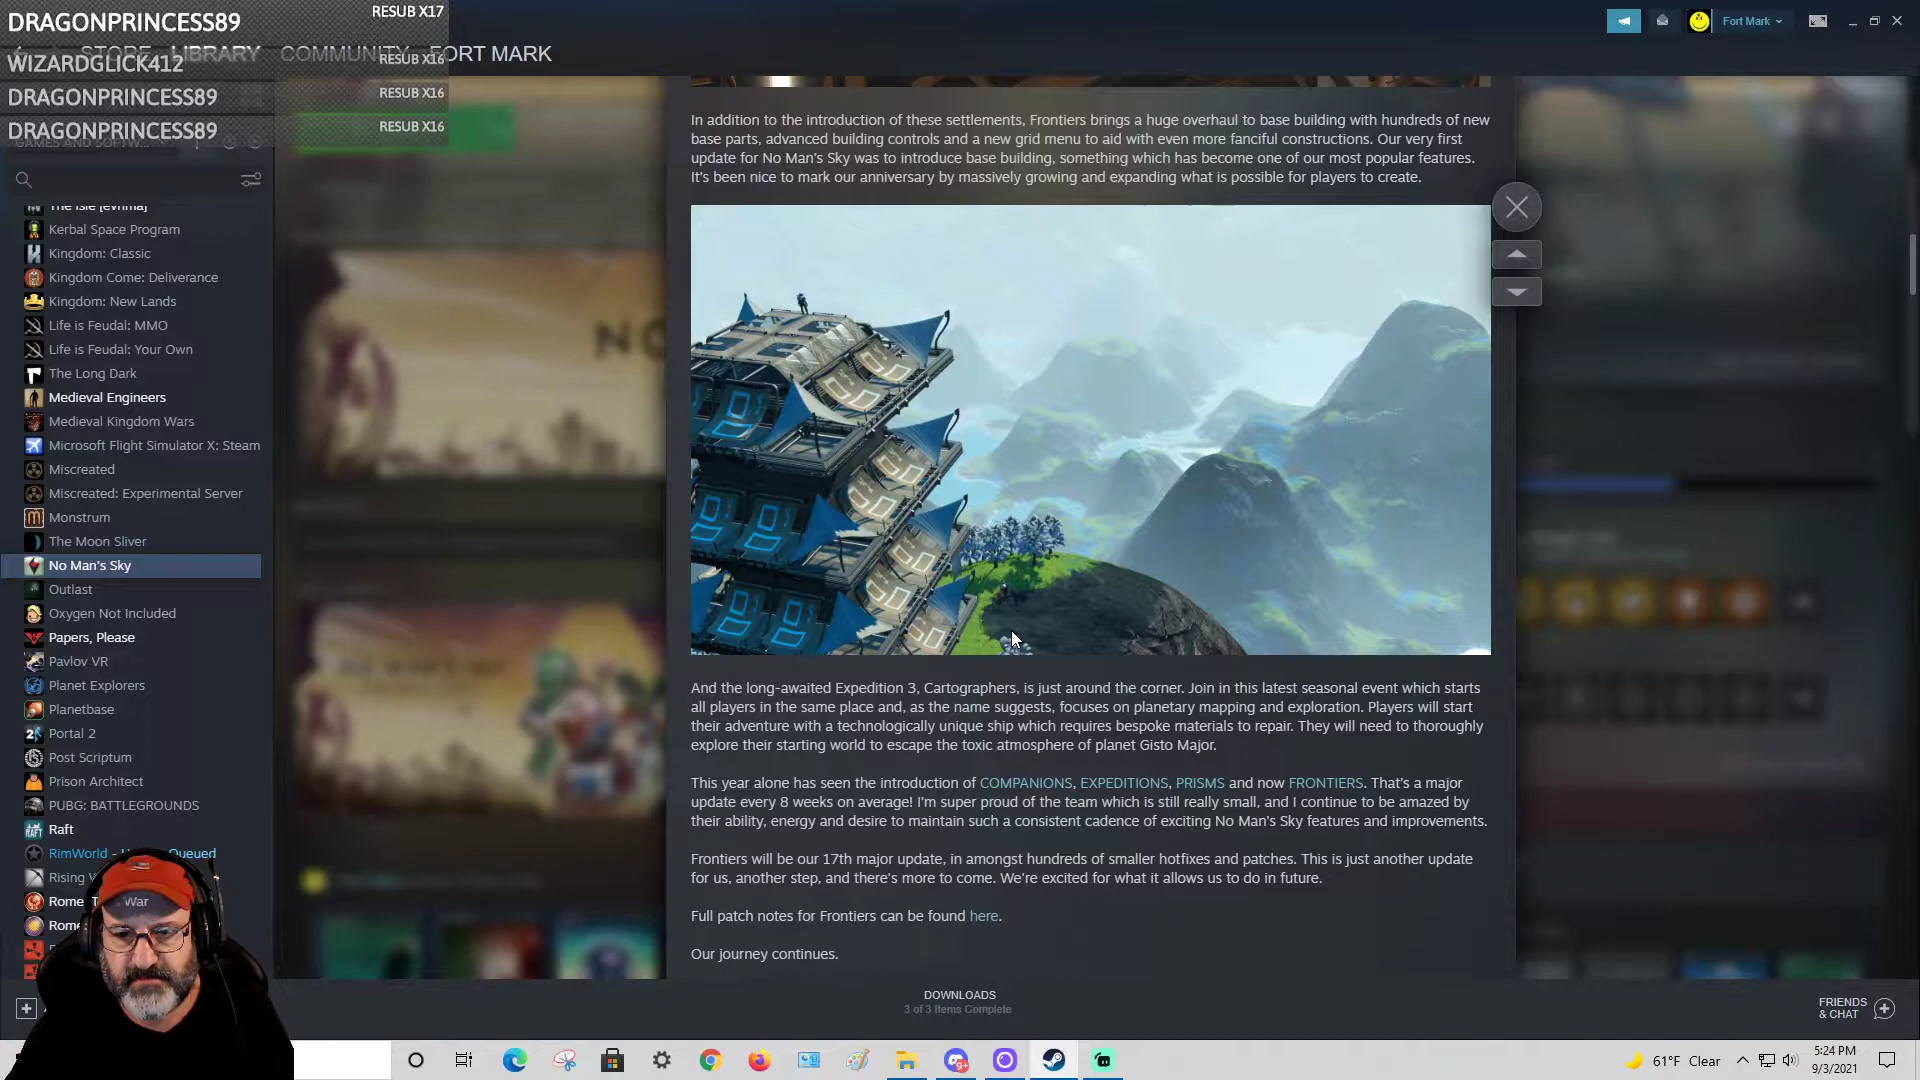 DRAGONPRINCESS89 RESUB X17
STORE LIBRARY COMMUNITY FORT MARK
WIZARDGLICK412 RESUB X16
DRAGONPRINCESS89 RESUB X16
DRAGONPRINCESS89 RESUB X16
Fort Mark
GAMES AND SOFTW...
The Isle [evrima]
Kerbal Space Program
Kingdom: Classic
Kingdom Come: Deliverance
Kingdom: New Lands
Life is Feudal: MMO
Life is Feudal: Your Own
The Long Dark
Medieval Engineers
Medieval Kingdom Wars
Microsoft Flight Simulator X: Steam
Miscreated
Miscreated: Experimental Server
Monstrum
The Moon Sliver
No Man's Sky
Outlast
Oxygen Not Included
Papers, Please
Pavlov VR
Planet Explorers
Planetbase
Portal 2
Post Scriptum
Prison Architect
PUBG: BATTLEGROUNDS
Raft
RimWorld - Queued
Rising
Rome: War
Rome:
In addition to the introduction of these settlements, Frontiers brings a huge overhaul to base building with hundreds of new
base parts, advanced building controls and a new grid menu to aid with even more fanciful constructions. Our very first
update for No Man's Sky was to introduce base building, something which has become one of our most popular features.
It's been nice to mark our anniversary by massively growing and expanding what is possible for players to create.
And the long-awaited Expedition 3, Cartographers, is just around the corner. Join in this latest seasonal event which starts
all players in the same place and, as the name suggests, focuses on planetary mapping and exploration. Players will start
their adventure with a technologically unique ship which requires bespoke materials to repair. They will need to thoroughly
explore their starting world to escape the toxic atmosphere of planet Gisto Major.
This year alone has seen the introduction of COMPANIONS, EXPEDITIONS, PRISMS and now FRONTIERS. That's a major
update every 8 weeks on average! I'm super proud of the team which is still really small, and I continue to be amazed by
their ability, energy and desire to maintain such a consistent cadence of exciting No Man's Sky features and improvements.
Frontiers will be our 17th major update, in amongst hundreds of smaller hotfixes and patches. This is just another update
for us, another step, and there's more to come. We're excited for what it allows us to do in future.
Full patch notes for Frontiers can be found here.
Our journey continues.
DOWNLOADS
3 of 3 Items Complete
FRIENDS
& CHAT
9+
61°F Clear
5:24 PM
9/3/2021